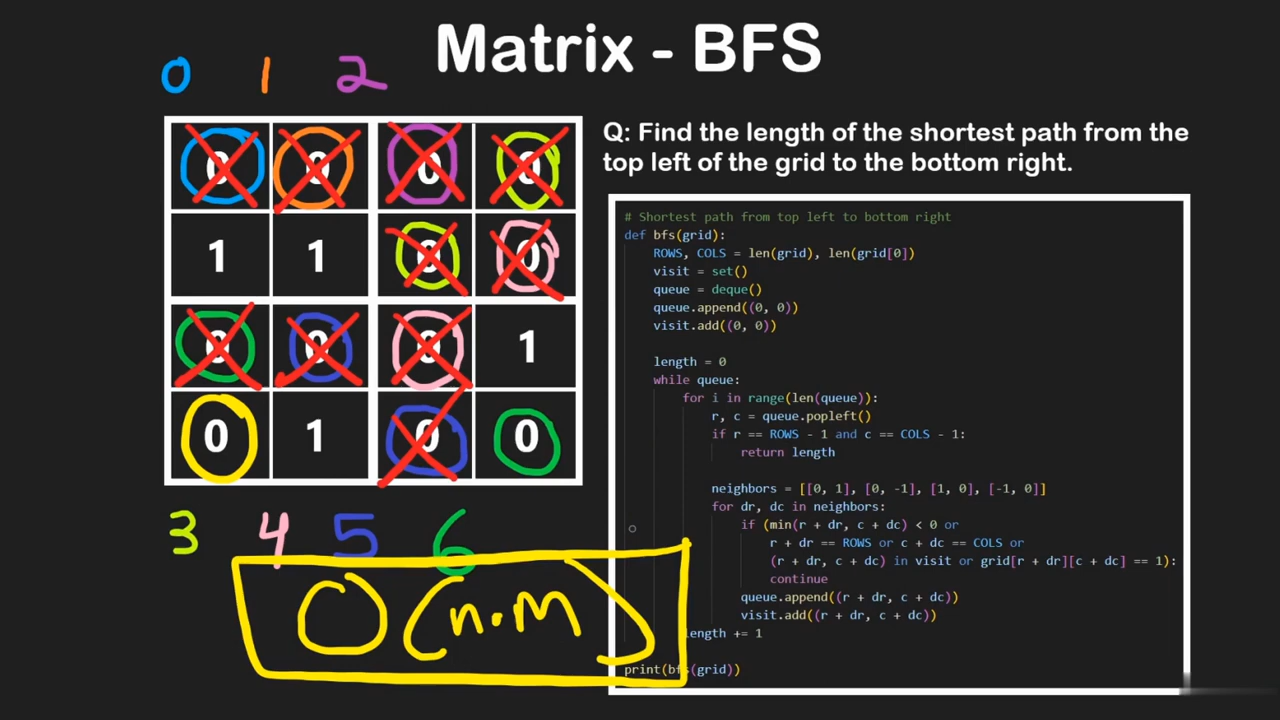 Matrix - BFS
0 1 2
0 0 0 0
1 1 0 0
0 0 0 1
0 1 0 0
3 4 5 6
O(n·m)
Q: Find the length of the shortest path from the
top left of the grid to the bottom right.
# Shortest path from top left to bottom right
def bfs(grid):
    ROWS, COLS = len(grid), len(grid[0])
    visit = set()
    queue = deque()
    queue.append((0, 0))
    visit.add((0, 0))
    length = 0
    while queue:
        for i in range(len(queue)):
            r, c = queue.popleft()
            if r == ROWS - 1 and c == COLS - 1:
                return length
            neighbors = [[0, 1], [0, -1], [1, 0], [-1, 0]]
            for dr, dc in neighbors:
                if (min(r + dr, c + dc) < 0 or
                    r + dr == ROWS or c + dc == COLS or
                    (r + dr, c + dc) in visit or grid[r + dr][c + dc] == 1):
                    continue
                queue.append((r + dr, c + dc))
                visit.add((r + dr, c + dc))
        length += 1
print(bfs(grid))